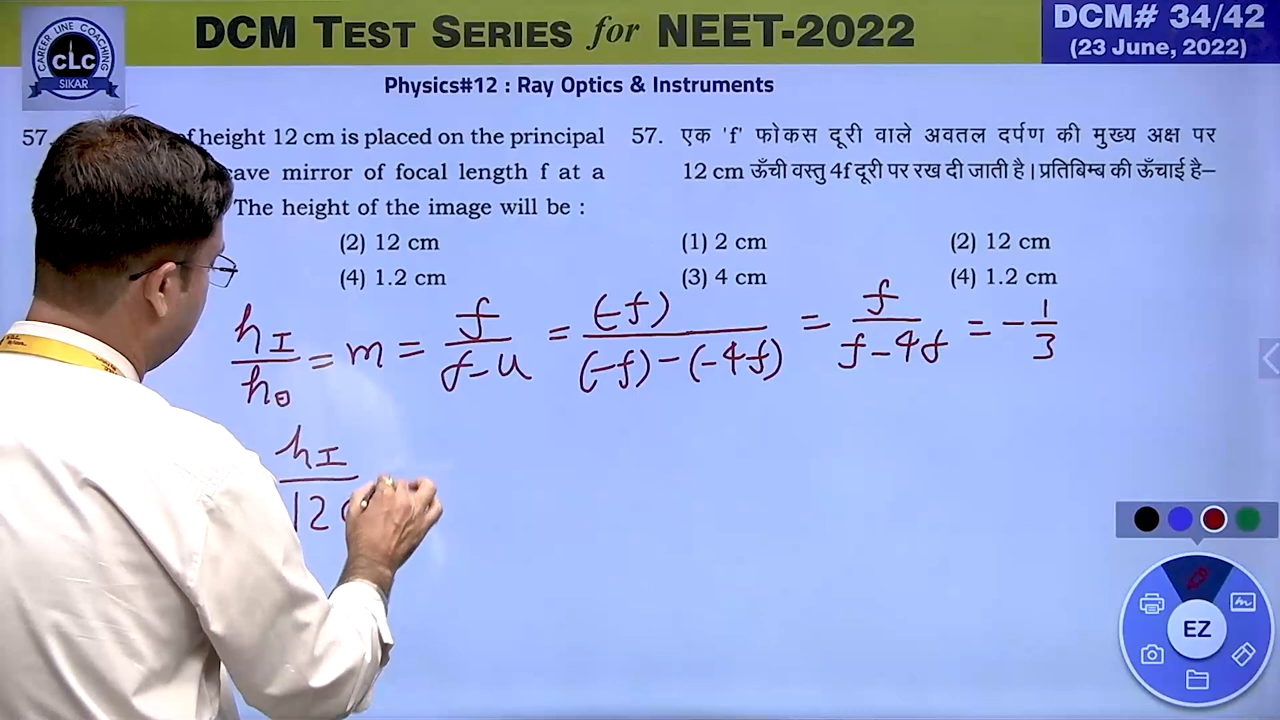 CAREER LINE COACHING
CLC
SIKAR
DCM TEST SERIES for NEET-2022
DCM# 34/42
(23 June, 2022)
Physics#12 : Ray Optics & Instruments
57. of height 12 cm is placed on the principal
mirror of focal length f at a
The height of the image will be :
(2) 12 cm
(4) 1.2 cm
57. एक 'f' फोकस दूरी वाले अवतल दर्पण की मुख्य अक्ष पर
12 cm ऊँची वस्तु 4f दूरी पर रख दी जाती है। प्रतिबिम्ब की ऊँचाई है–
(1) 2 cm (2) 12 cm
(3) 4 cm (4) 1.2 cm
hI/hO = m = f/(f-u) = (-f)/((-f)-(-4f)) = f/(f-4f) = -1/3
hI/12
EZ